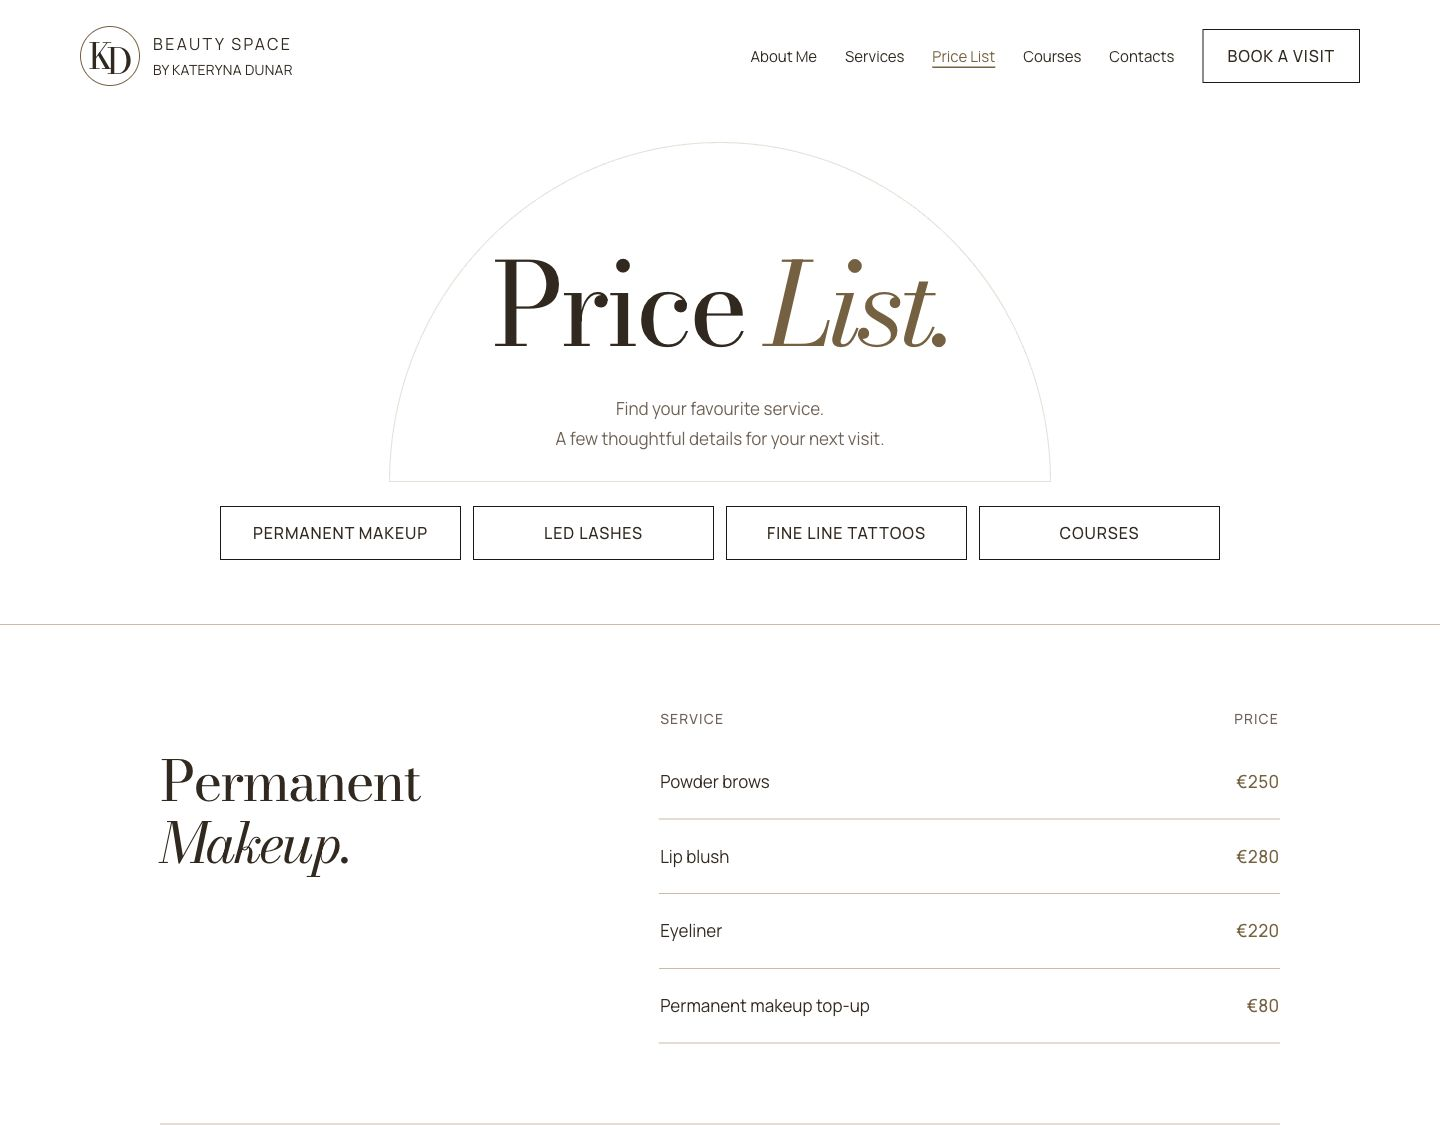 KD
BEAUTY SPACE
BY KATERYNA DUNAR
About Me Services Price List Courses Contacts BOOK A VISIT
Price List.
Find your favourite service.
A few thoughtful details for your next visit.
PERMANENT MAKEUP LED LASHES FINE LINE TATTOOS COURSES
Permanent
Makeup.
SERVICE PRICE
Powder brows €250
Lip blush €280
Eyeliner €220
Permanent makeup top-up €80